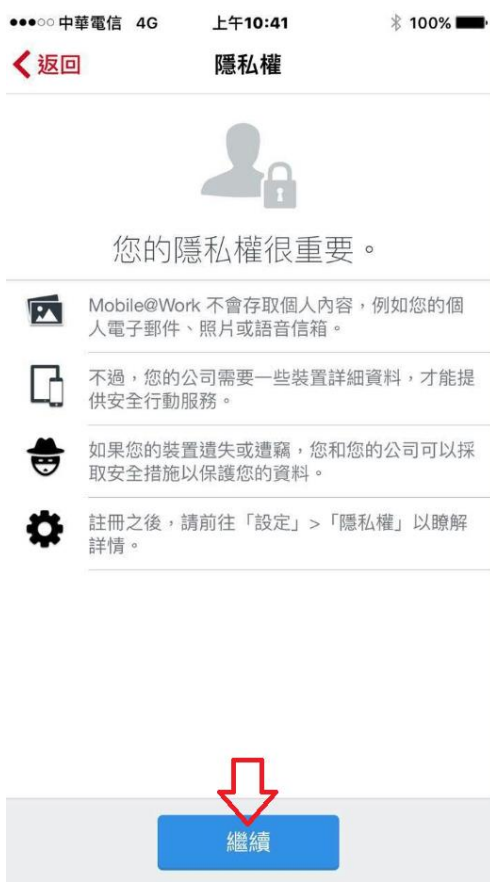 中華電信 4G 上午10:41 100%
返回 隱私權
您的隱私權很重要。
Mobile@Work 不會存取個人內容，例如您的個
人電子郵件、照片或語音信箱。
不過，您的公司需要一些裝置詳細資料，才能提
供安全行動服務。
如果您的裝置遺失或遭竊，您和您的公司可以採
取安全措施以保護您的資料。
註冊之後，請前往「設定」>「隱私權」以瞭解
詳情。
繼續